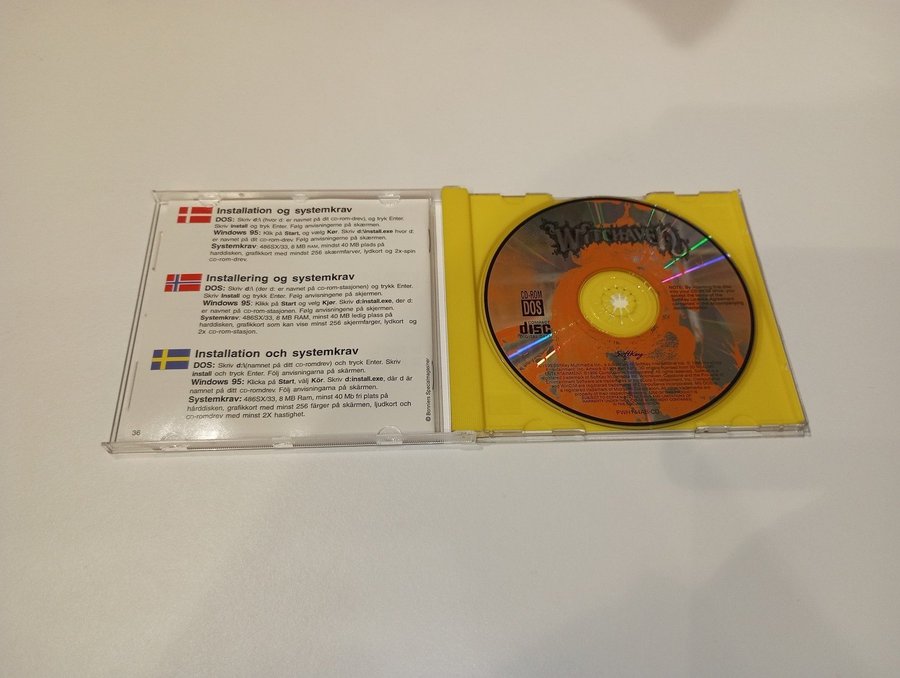 Installation og systemkrav
DOS: Skriv d:\ (hvor d: er navnet på dit cd-rom-drev), og tryk Enter.
Skriv install og tryk Enter. Følg anvisningerne på skærmen.
Windows 95: Klik på Start, og vælg Kør. Skriv d:\install.exe hvor d:
er navnet på dit cd-rom-drev. Følg anvisningerne på skærmen.
Systemkrav: 486SX/33, 8 MB RAM, mindst 40 MB plads på
harddisken, grafikkort med mindst 256 skærmfarver, lydkort og 2x-spin
cd-rom-drev.
Installering og systemkrav
DOS: Skriv d:\ (der d: er navnet på cd-rom-stasjonen) og trykk Enter.
Skriv Install og trykk Enter. Følg anvisningene på skjermen.
Windows 95: Klikk på Start og velg Kjør. Skriv d:\install.exe, der d:
er navnet på cd-rom-stasjonen. Følg anvisningene på skjermen.
Systemkrav: 486SX/33, 8 MB RAM, minst 40 MB ledig plass på
harddisken, grafikkort som kan vise minst 256 skjermfarger, lydkort og
2x cd-rom-stasjon.
Installation och systemkrav
DOS: Skriv d:\(namnet på ditt cd-romdrev) och tryck Enter. Skriv
install och tryck Enter. Följ anvisningarna på skärmen.
Windows 95: Klicka på Start, välj Kör. Skriv d:install.exe, där d är
namnet på ditt cd-romdrev. Följ anvisningarna på skärmen.
Systemkrav: 486SX/33, 8 MB Ram, minst 40 Mb fri plats på
hårddisken, grafikkort med minst 256 färger på skärmen, ljudkort och
cd-romdrev med minst 2X hastighet.
36
© Bonniers Specialmagasiner
WITCHAVEN
CD-ROM
DOS
COMPACT
disc
SoftKey
PWHT44AB-CD